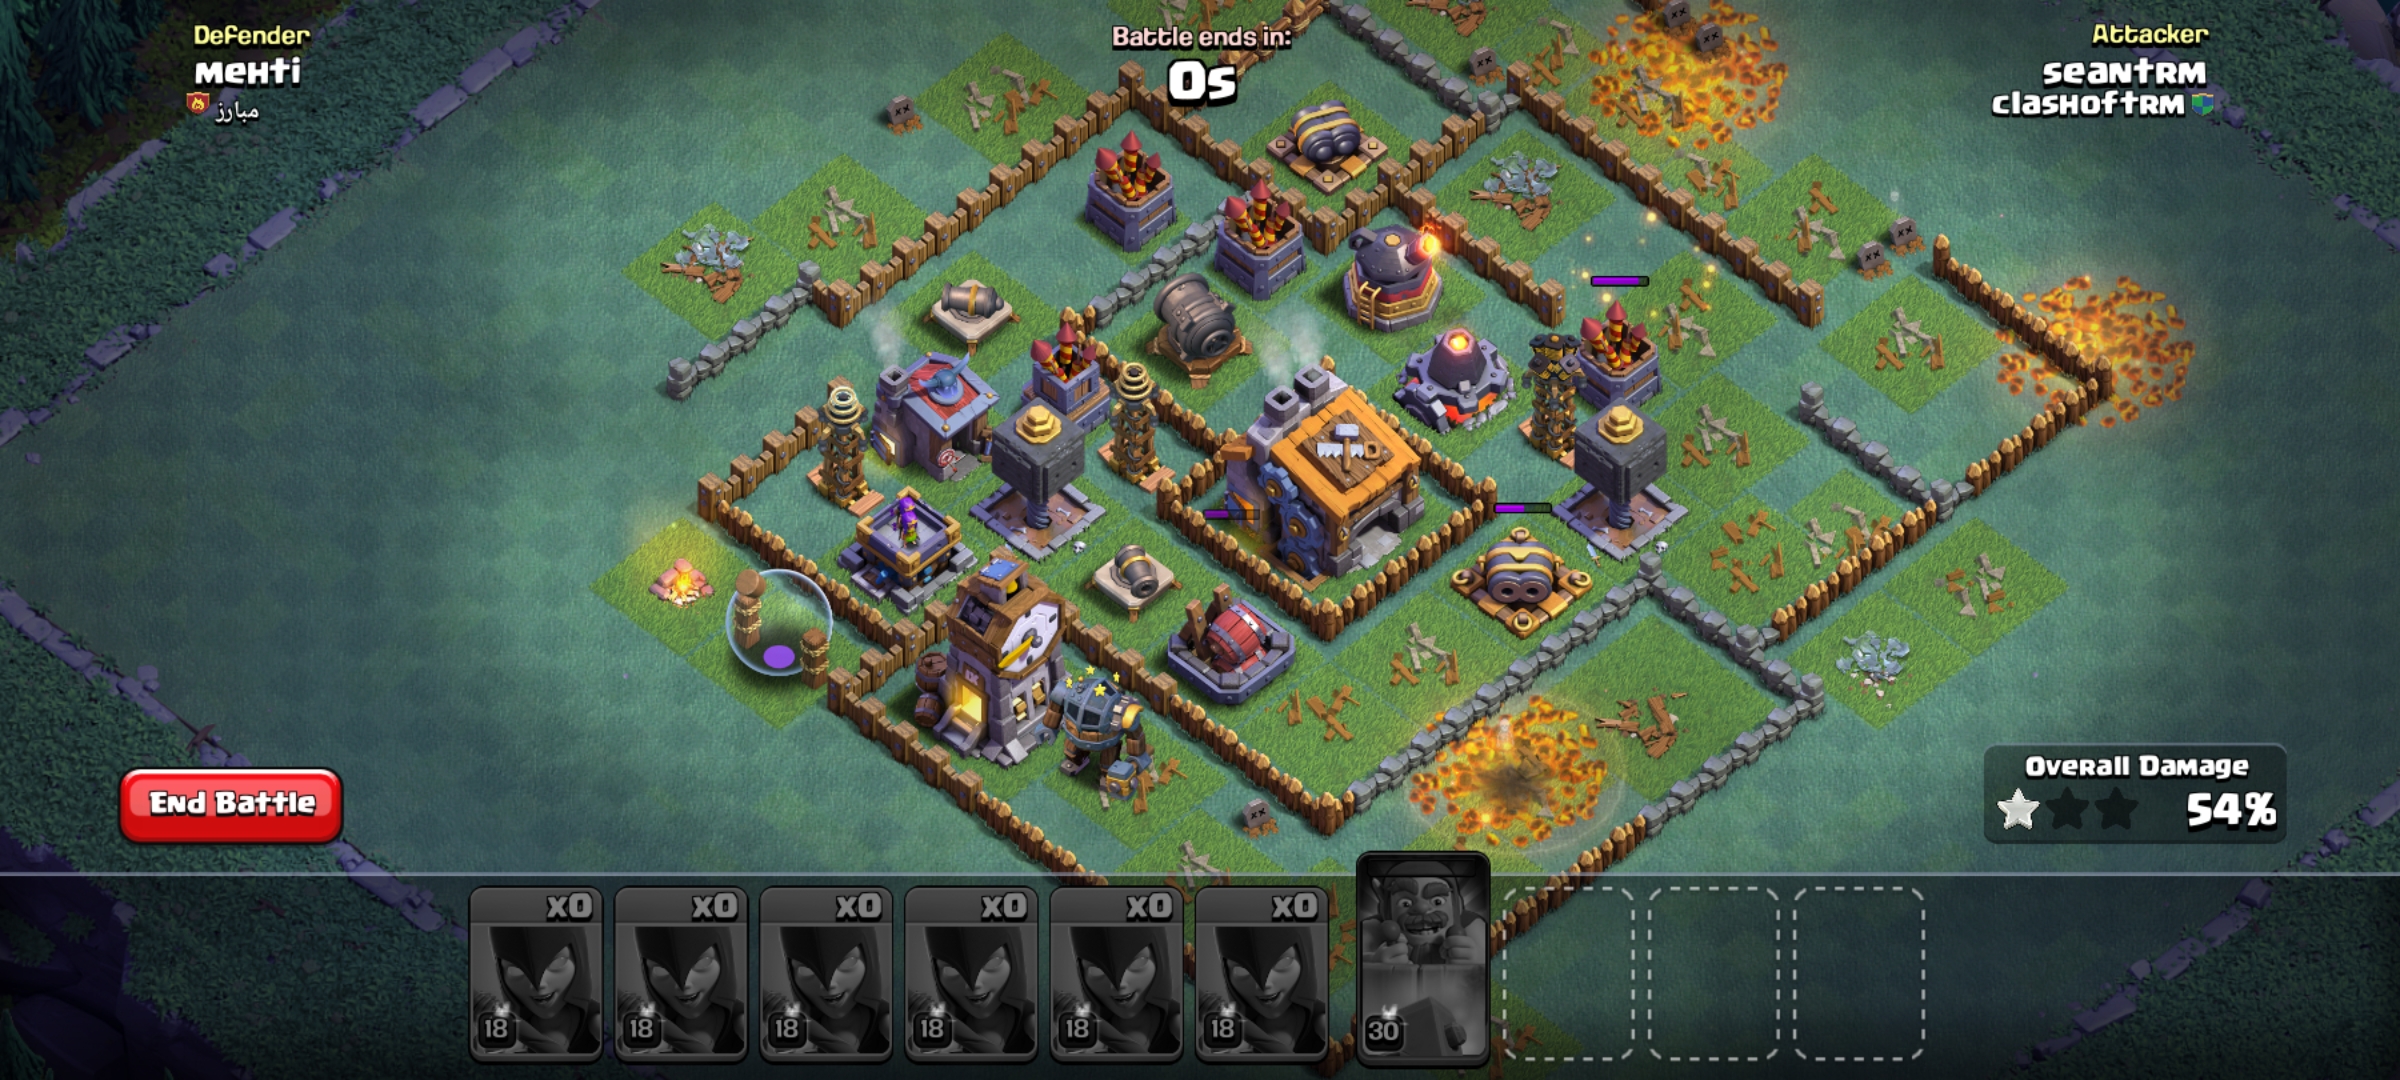 Defender
MEHTi
مبارز
Battle ends in:
0s
Attacker
SEANTRM
CLASHOFTRM
End Battle
Overall Damage
54%
x0
x0
x0
x0
x0
x0
18
18
18
18
18
18
30